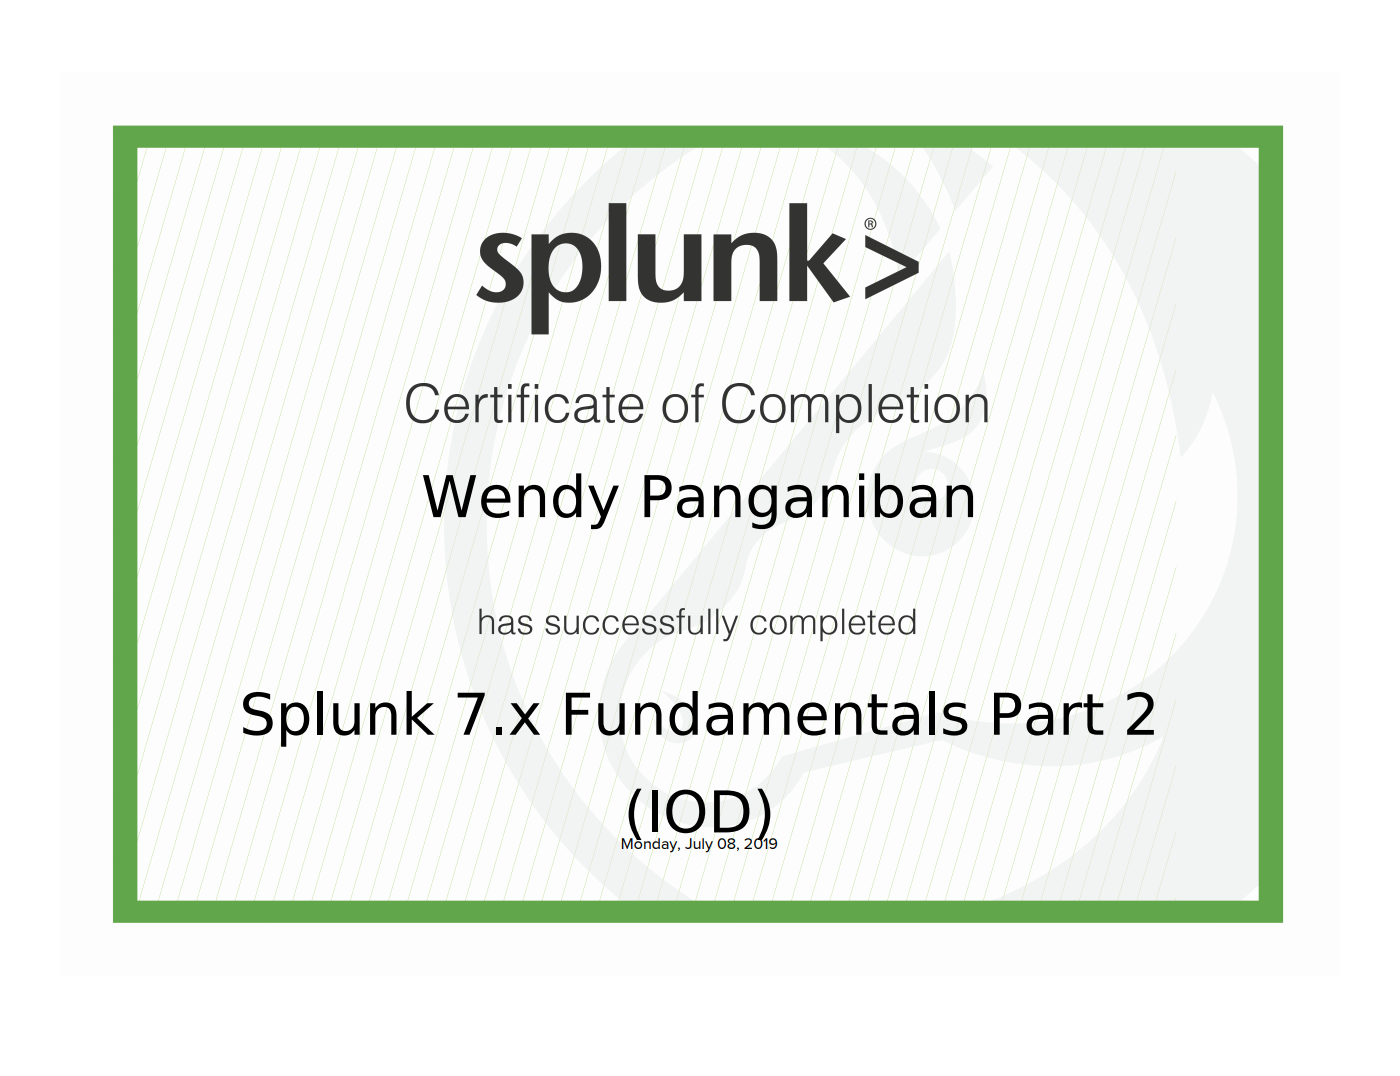 splunk>®
Certificate of Completion
Wendy Panganiban
has successfully completed
Splunk 7.x Fundamentals Part 2
(IOD)
Monday, July 08, 2019